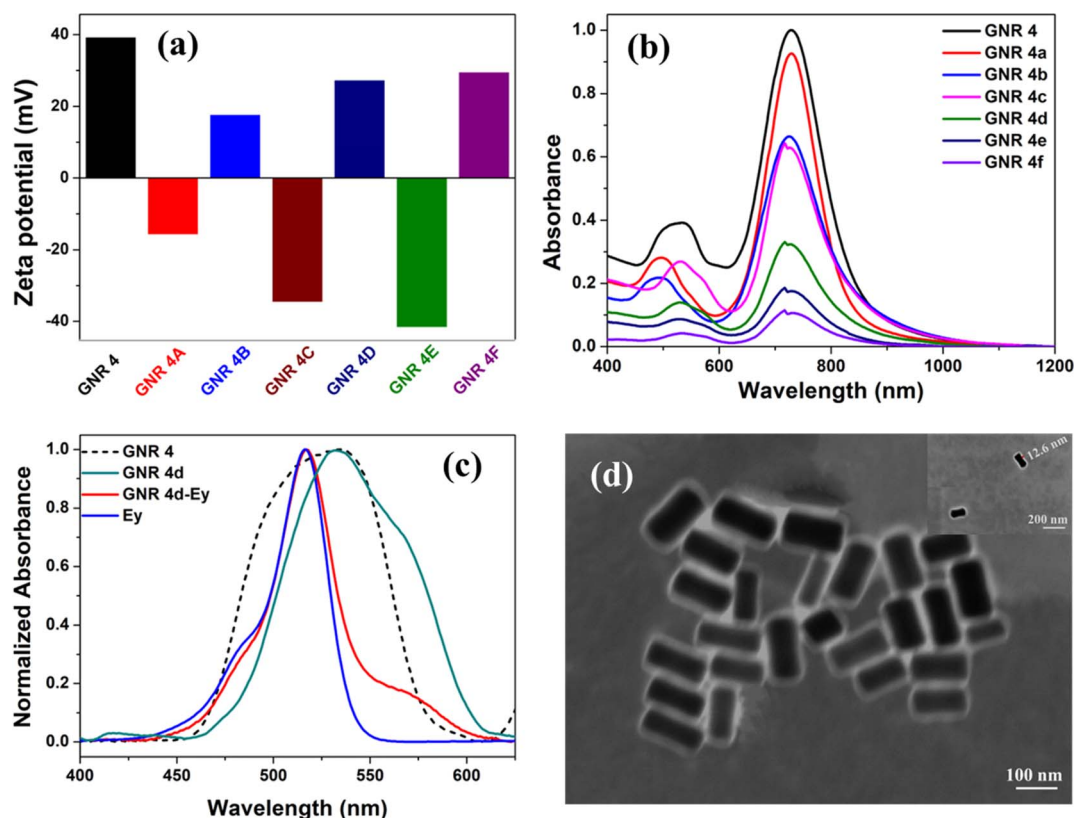 (a)
Zeta potential (mV)
40
20
0
-20
-40
GNR 4
GNR 4A
GNR 4B
GNR 4C
GNR 4D
GNR 4E
GNR 4F
(b)
GNR 4
GNR 4a
GNR 4b
GNR 4c
GNR 4d
GNR 4e
GNR 4f
Absorbance
1.0
0.8
0.6
0.4
0.2
0.0
400 600 800 1000 1200
Wavelength (nm)
(c)
GNR 4
GNR 4d
GNR 4d-Ey
Ey
Normalized Absorbance
1.0
0.8
0.6
0.4
0.2
0.0
400 450 500 550 600
Wavelength (nm)
(d)
12.6 nm
200 nm
100 nm